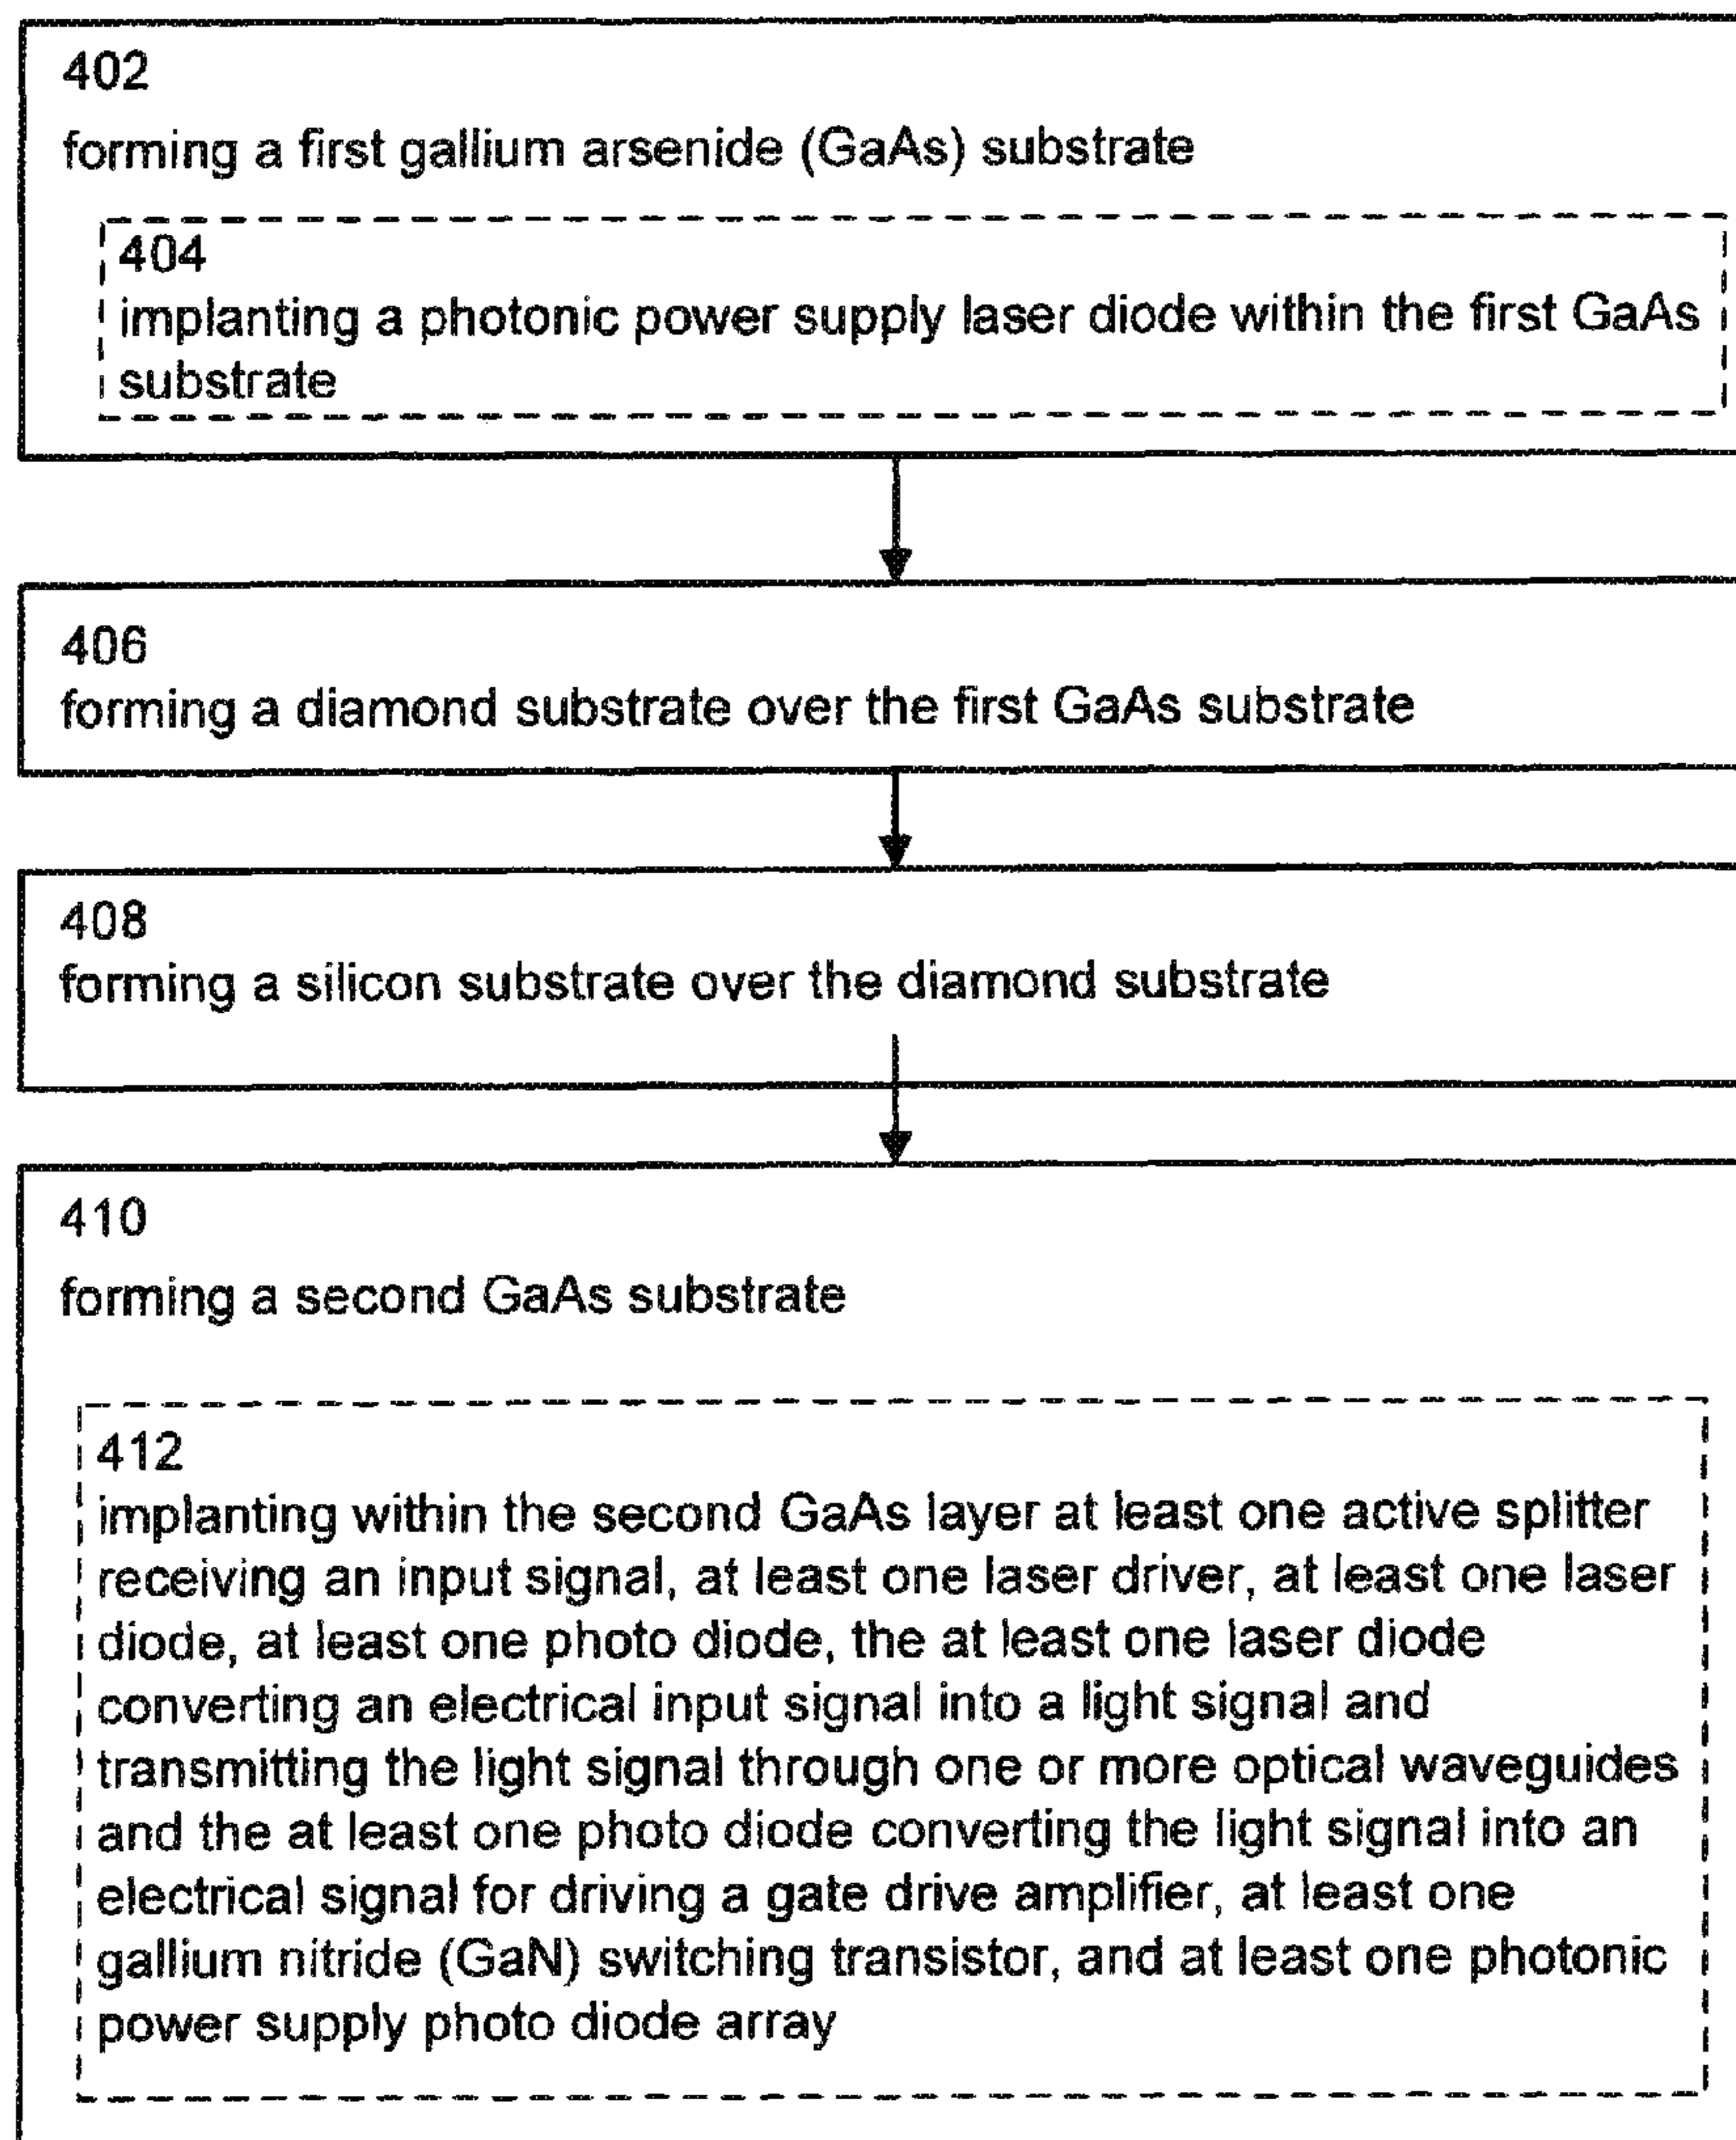 402
forming a first gallium arsenide (GaAs) substrate
404
implanting a photonic power supply laser diode within the first GaAs
substrate
406
forming a diamond substrate over the first GaAs substrate
408
forming a silicon substrate over the diamond substrate
410
forming a second GaAs substrate
412
implanting within the second GaAs layer at least one active splitter
receiving an input signal, at least one laser driver, at least one laser
diode, at least one photo diode, the at least one laser diode
converting an electrical input signal into a light signal and
transmitting the light signal through one or more optical waveguides
and the at least one photo diode converting the light signal into an
electrical signal for driving a gate drive amplifier, at least one
gallium nitride (GaN) switching transistor, and at least one photonic
power supply photo diode array